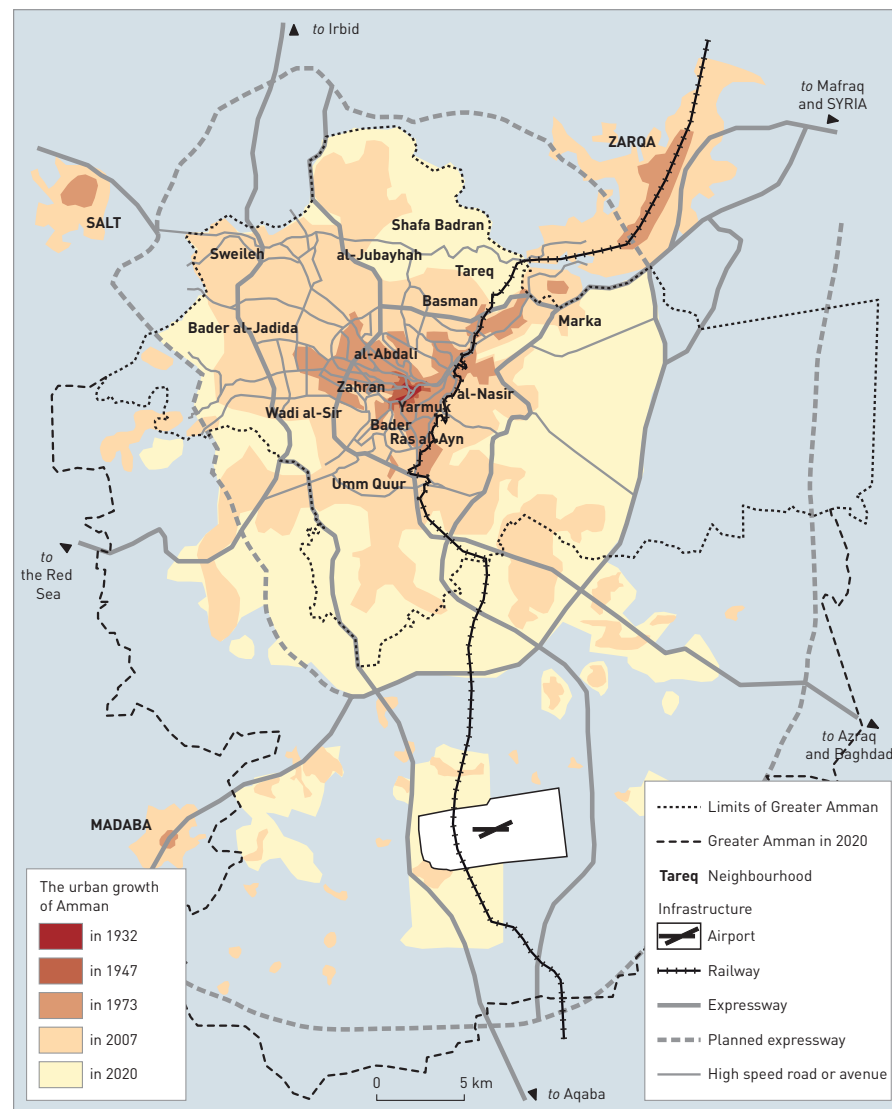 to Irbid
to Mafraq
and SYRIA
ZARQA
SALT
Shafa Badran
Sweileh
al-Jubayhah
Tareq
Basman
Marka
Bader al-Jadida
al-Abdali
Zahran
al-Nasir
Yarmuk
Wadi al-Sir
Bader
Ras al-Ayn
Umm Quur
to
the Red
Sea
to Azraq
and Baghdad
MADABA
The urban growth
of Amman
in 1932
in 1947
in 1973
in 2007
in 2020
0 5 km
to Aqaba
Limits of Greater Amman
Greater Amman in 2020
Tareq Neighbourhood
Infrastructure
Airport
Railway
Expressway
Planned expressway
High speed road or avenue